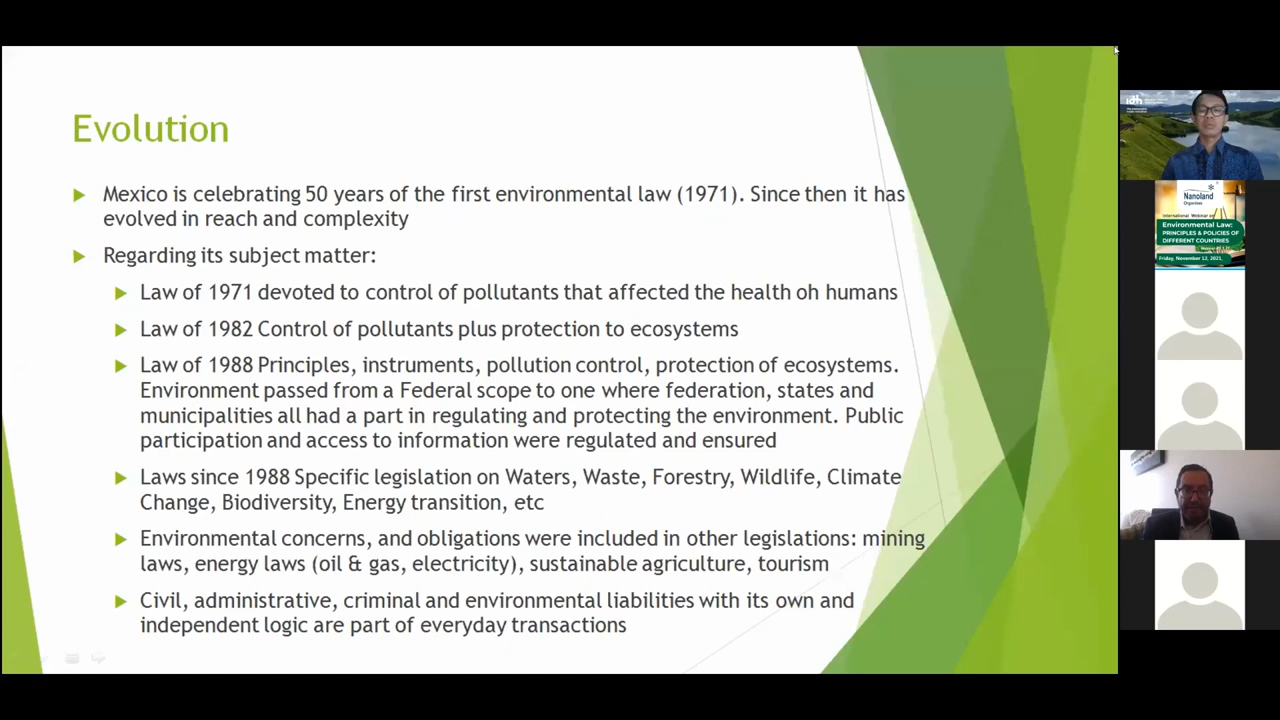 Evolution
Mexico is celebrating 50 years of the first environmental law (1971). Since then it has
evolved in reach and complexity
Regarding its subject matter:
Law of 1971 devoted to control of pollutants that affected the health oh humans
Law of 1982 Control of pollutants plus protection to ecosystems
Law of 1988 Principles, instruments, pollution control, protection of ecosystems.
Environment passed from a Federal scope to one where federation, states and
municipalities all had a part in regulating and protecting the environment. Public
participation and access to information were regulated and ensured
Laws since 1988 Specific legislation on Waters, Waste, Forestry, Wildlife, Climate
Change, Biodiversity, Energy transition, etc
Environmental concerns, and obligations were included in other legislations: mining
laws, energy laws (oil & gas, electricity), sustainable agriculture, tourism
Civil, administrative, criminal and environmental liabilities with its own and
independent logic are part of everyday transactions
idh
Nanoland
Organises
International Webinar on
Environmental Law:
PRINCIPLES & POLICIES OF
DIFFERENT COUNTRIES
Friday, November 12, 2021,